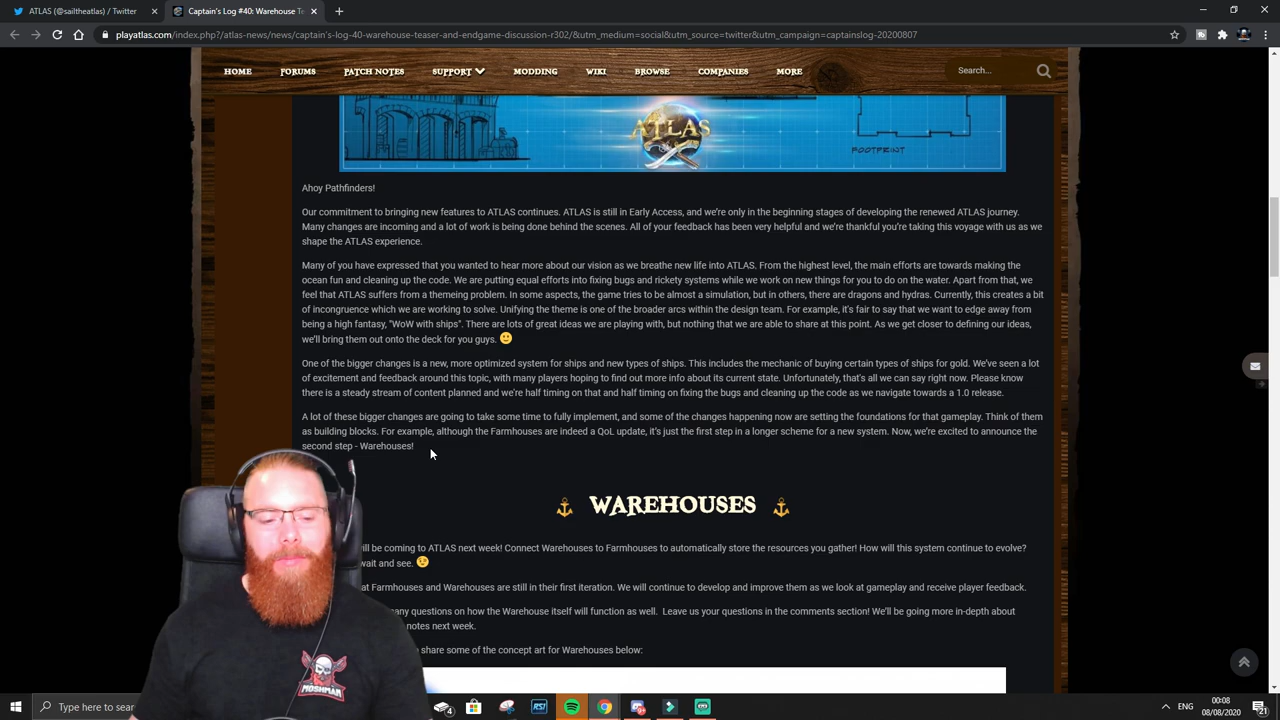 ATLAS (@sailtheatlas) / Twitter
Captain's Log #40: Warehouse Te
playatlas.com/?/atlas-news/news/captain's-log-40-warehouse-teaser-and-endgame-discussion-r302/&utm_medium=social&utm_source=twitter&utm_campaign=captainslog20200807
HOME FORUMS PATCH NOTES SUPPORT MODDING WIKI BROWSE COMPANIES MORE Search...
ATLAS
FOOTPRINT
Ahoy Pathfinders!
Our commitment to bringing new features to ATLAS continues. ATLAS is still in Early Access, and we're only in the beginning stages of developing the renewed ATLAS journey.
Many changes are incoming and a lot of work is being done behind the scenes. All of your feedback has been very helpful and we're thankful you're taking this voyage with us as we
shape the ATLAS experience.
Many of you have expressed that you wanted to hear more about our vision as we breathe new life into ATLAS. From the highest level, the main efforts are towards making the
ocean fun and cleaning up the code. We are putting equal efforts into fixing bugs and rickety systems while we work on new things for you to do on the water. Apart from that, we
feel that ATLAS suffers from a themeing problem. In some aspects, the game tries to be almost a simulation, but in others, there are dragons and hydras. Currently, this creates a bit
of incongruence which we are working to solve. Unifying the theme is one of the broader arcs within the design team. For example, it's fair to say that we want to edge away from
being a high fantasy, "WoW with ships". There are lots of great ideas we are playing with, but nothing that we are able to share at this point. As we get closer to defining our ideas,
we'll bring them out onto the deck for you guys.
One of the bigger changes is a new more optimized system for ships and new types of ships. This includes the mechanic of buying certain types of ships for gold. We've seen a lot
of excitement and feedback around this topic, with many players hoping to find out more info about its current state. Unfortunately, that's all we can say right now. Please know
there is a steady stream of content planned and we're half timing on that and half timing on fixing the bugs and cleaning up the code as we navigate towards a 1.0 release.
A lot of these bigger changes are going to take some time to fully implement, and some of the changes happening now are setting the foundations for that gameplay. Think of them
as building blocks. For example, although the Farmhouses are indeed a QoL update, it's just the first step in a longer scheme for a new system. Now, we're excited to announce the
second step - Warehouses!
WAREHOUSES
ll be coming to ATLAS next week! Connect Warehouses to Farmhouses to automatically store the resources you gather! How will this system continue to evolve?
wait and see.
t Farmhouses and Warehouses are still in their first iteration. We will continue to develop and improve them as we look at gameplay and receive player feedback.
any questions on how the Warehouse itself will function as well. Leave us your questions in the comments section! We'll be going more in-depth about
notes next week.
share some of the concept art for Warehouses below:
MOSHMAN
Type here to sear
RSI
ENG
00:08
08/08/2020